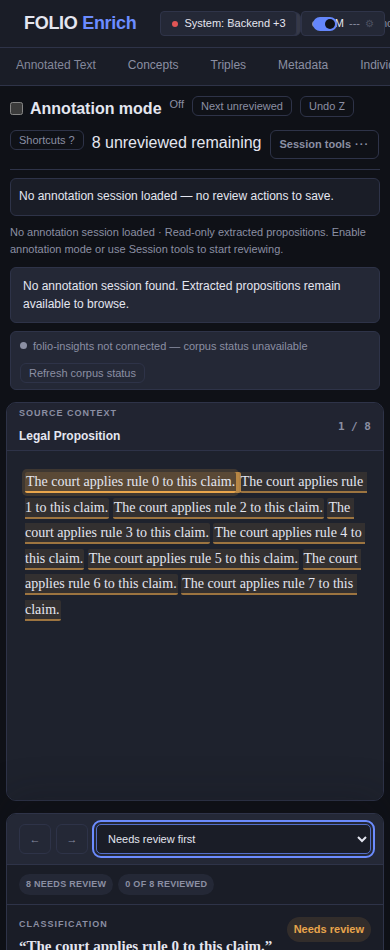 FOLIO Enrich
System: Backend +3
M ---
Annotated Text
Concepts
Triples
Metadata
Annotation mode
Off
Next unreviewed
Undo Z
Shortcuts ?
8 unreviewed remaining
Session tools ···
No annotation session loaded — no review actions to save.
No annotation session loaded · Read-only extracted propositions. Enable
annotation mode or use Session tools to start reviewing.
No annotation session found. Extracted propositions remain
available to browse.
folio-insights not connected — corpus status unavailable
Refresh corpus status
SOURCE CONTEXT
Legal Proposition
1 / 8
The court applies rule 0 to this claim. The court applies rule
1 to this claim. The court applies rule 2 to this claim. The
court applies rule 3 to this claim. The court applies rule 4 to
this claim. The court applies rule 5 to this claim. The court
applies rule 6 to this claim. The court applies rule 7 to this
claim.
← → Needs review first
8 NEEDS REVIEW
0 OF 8 REVIEWED
CLASSIFICATION
Needs review
“The court applies rule 0 to this claim.”